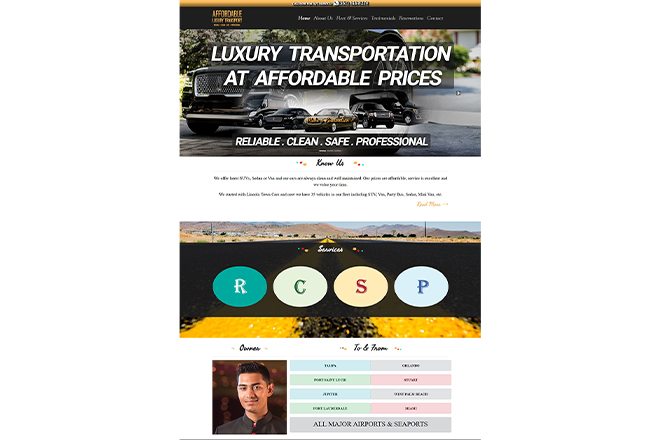 AFFORDABLE
LUXURY TRANSPORT
Home About Us Fleet & Services Testimonials Reservations Contact
LUXURY TRANSPORTATION
AT AFFORDABLE PRICES
RELIABLE . CLEAN . SAFE . PROFESSIONAL
Know Us
We offer luxury SUVs, Sedan or Van and our cars are always clean and well maintained. Our prices are affordable, service is excellent and
we value your time.
We started with Lincoln Town Cars and now we have 35 vehicles in our fleet including SUV, Van, Party Bus, Sedan, Mini Van, etc.
Read More
Services
R C S P
Owner
To & From
TAMPA ORLANDO
PORT SAINT LUCIE STUART
JUPITER WEST PALM BEACH
FORT LAUDERDALE MIAMI
ALL MAJOR AIRPORTS & SEAPORTS